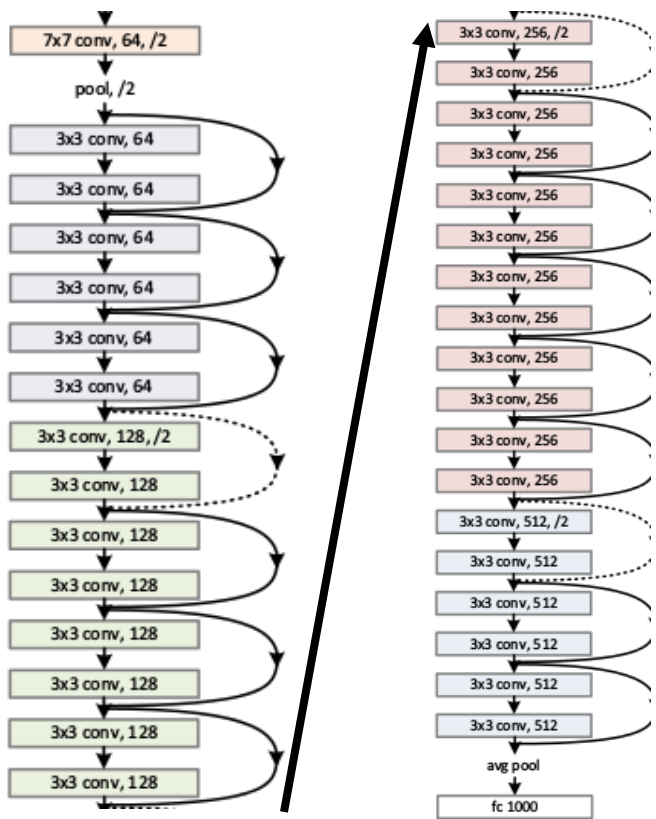 7x7 conv, 64, /2
pool, /2
3x3 conv, 64
3x3 conv, 64
3x3 conv, 64
3x3 conv, 64
3x3 conv, 64
3x3 conv, 64
3x3 conv, 128, /2
3x3 conv, 128
3x3 conv, 128
3x3 conv, 128
3x3 conv, 128
3x3 conv, 128
3x3 conv, 128
3x3 conv, 128
3x3 conv, 256, /2
3x3 conv, 256
3x3 conv, 256
3x3 conv, 256
3x3 conv, 256
3x3 conv, 256
3x3 conv, 256
3x3 conv, 256
3x3 conv, 256
3x3 conv, 256
3x3 conv, 256
3x3 conv, 256
3x3 conv, 512, /2
3x3 conv, 512
3x3 conv, 512
3x3 conv, 512
3x3 conv, 512
3x3 conv, 512
avg pool
fc 1000